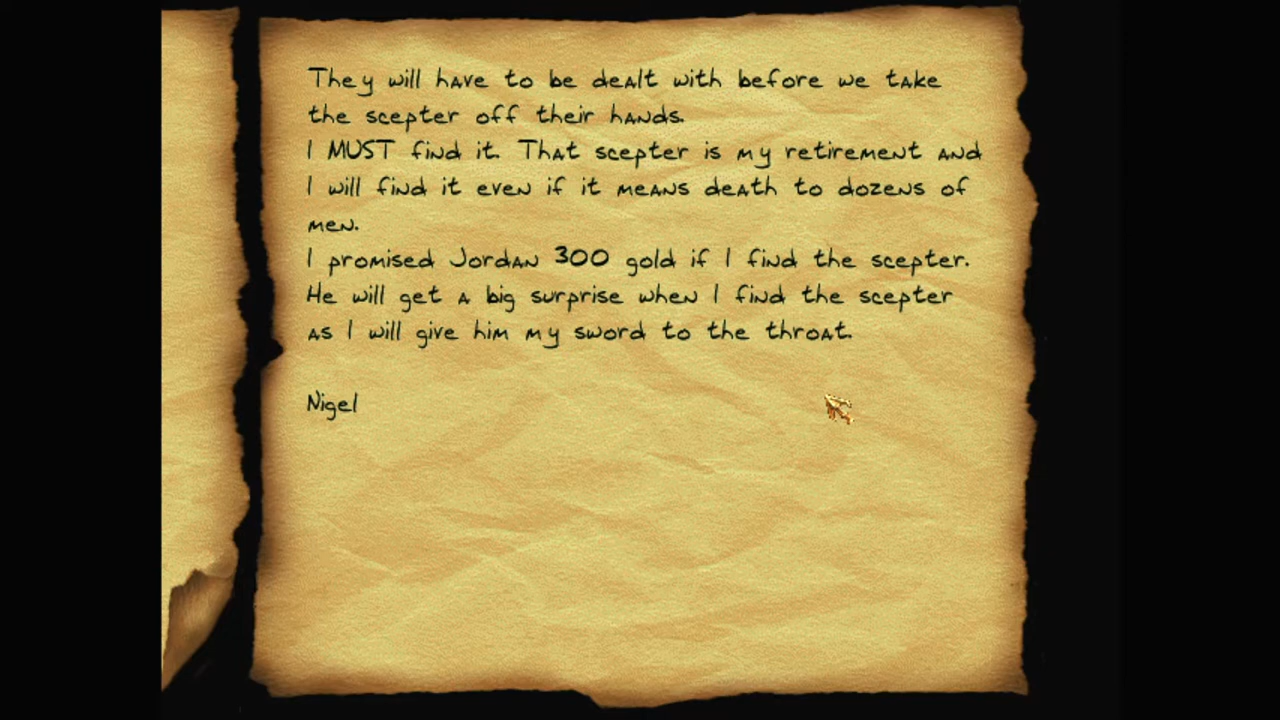 They will have to be dealt with before we take
the scepter off their hands.
I MUST find it. That scepter is my retirement and
I will find it even if it means death to dozens of
men.
I promised Jordan 300 gold if I find the scepter.
He will get a big surprise when I find the scepter
as I will give him my sword to the throat.
Nigel